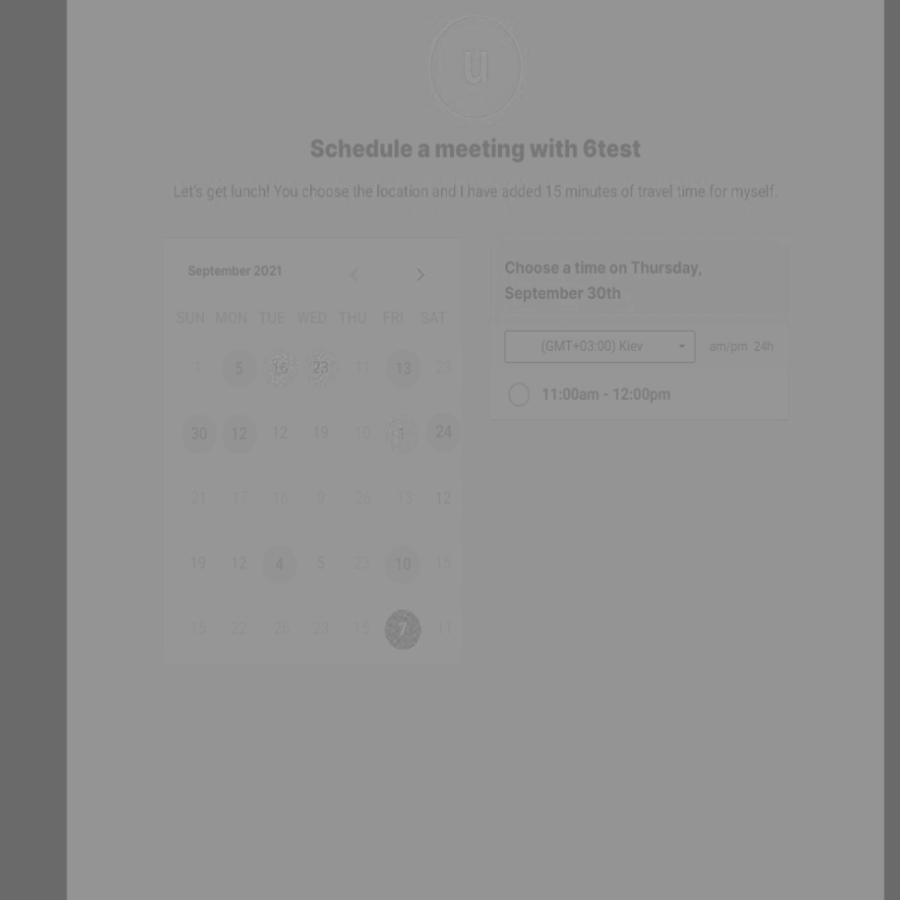 u
Schedule a meeting with 6test
Let's get lunch! You choose the location and I have added 15 minutes of travel time for myself.
September 2021
SUN MON TUE WED THU FRI SAT
1 5 16 23 11 13 23
30 12 12 19 10 1 24
21 17 16 9 26 13 12
19 12 4 5 23 10 15
15 22 26 23 15 7 11
Choose a time on Thursday,
September 30th
(GMT+03:00) Kiev
am/pm 24h
11:00am - 12:00pm